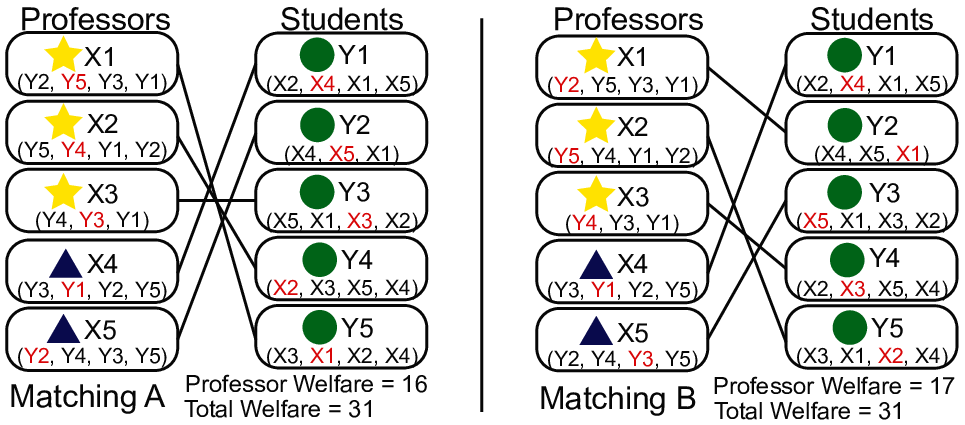 Professors
Students
X1
(Y2, Y5, Y3, Y1)
X2
(Y5, Y4, Y1, Y2)
X3
(Y4, Y3, Y1)
X4
(Y3, Y1, Y2, Y5)
X5
(Y2, Y4, Y3, Y5)
Y1
(X2, X4, X1, X5)
Y2
(X4, X5, X1)
Y3
(X5, X1, X3, X2)
Y4
(X2, X3, X5, X4)
Y5
(X3, X1, X2, X4)
Matching A
Professor Welfare = 16
Total Welfare = 31
Professors
Students
X1
(Y2, Y5, Y3, Y1)
X2
(Y5, Y4, Y1, Y2)
X3
(Y4, Y3, Y1)
X4
(Y3, Y1, Y2, Y5)
X5
(Y2, Y4, Y3, Y5)
Y1
(X2, X4, X1, X5)
Y2
(X4, X5, X1)
Y3
(X5, X1, X3, X2)
Y4
(X2, X3, X5, X4)
Y5
(X3, X1, X2, X4)
Matching B
Professor Welfare = 17
Total Welfare = 31